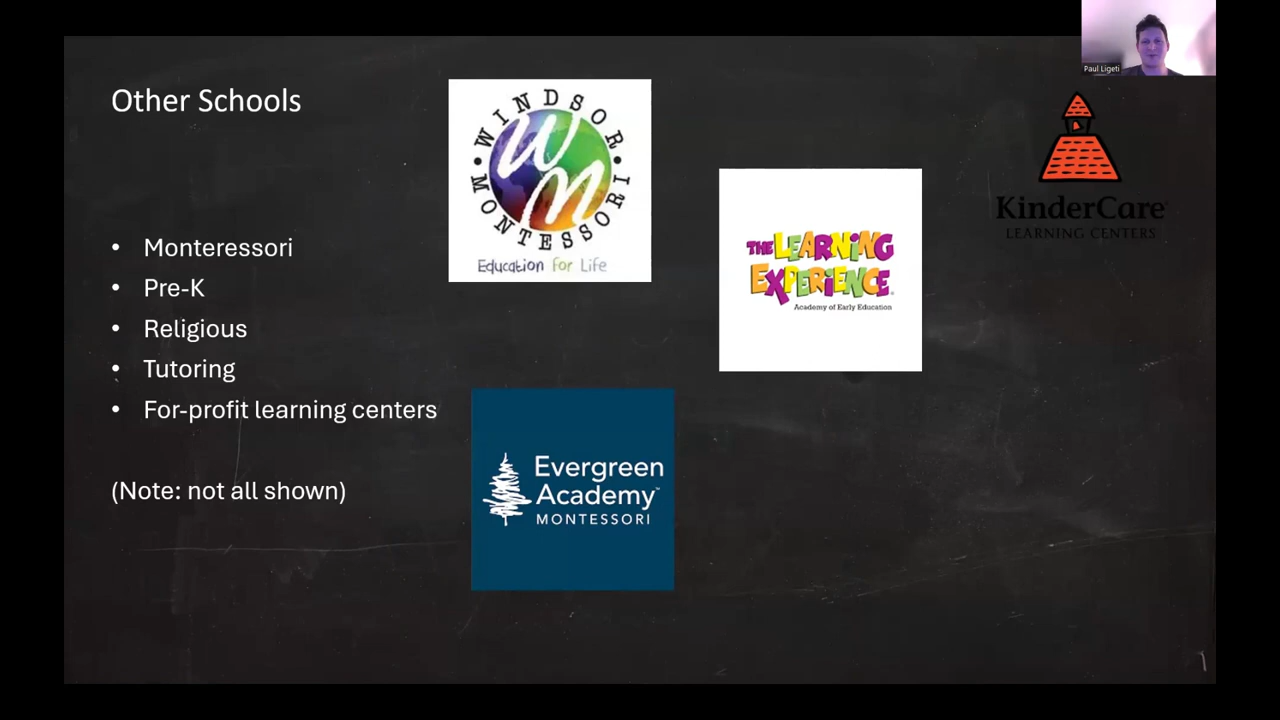 Paul Ligeti
Other Schools
• Monteressori
• Pre-K
• Religious
• Tutoring
• For-profit learning centers
(Note: not all shown)
WINDSOR • MONTESSORI •
WM
Education for Life
THE LEARNING
EXPERIENCE®
Academy of Early Education
KinderCare®
LEARNING CENTERS
Evergreen
Academy™
MONTESSORI